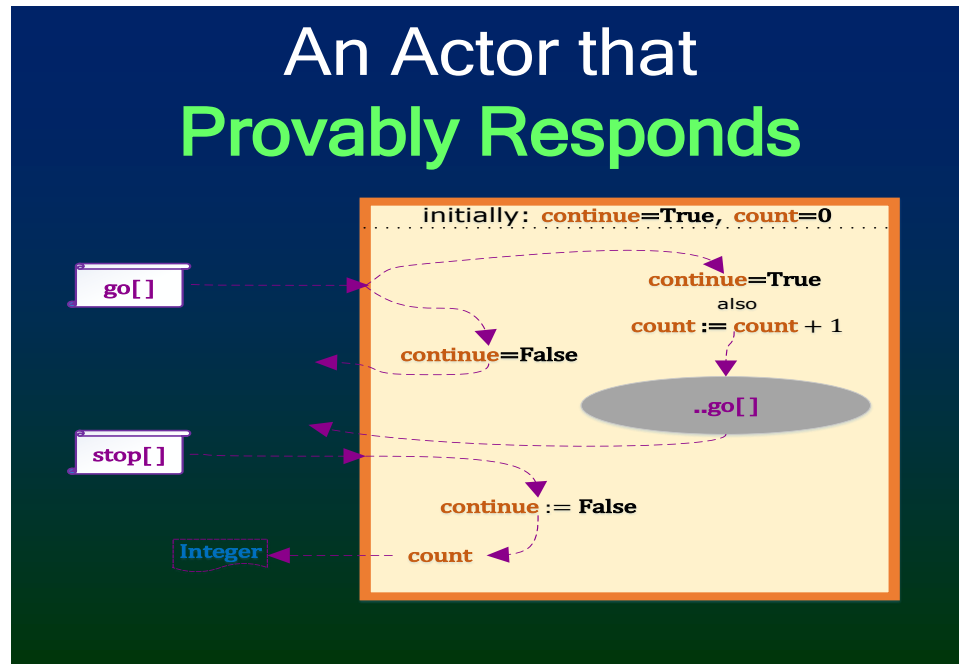 An Actor that
Provably Responds
initially: continue=True, count=0
go[]
continue=True
also
count := count + 1
continue=False
..go[]
stop[]
continue := False
Integer
count